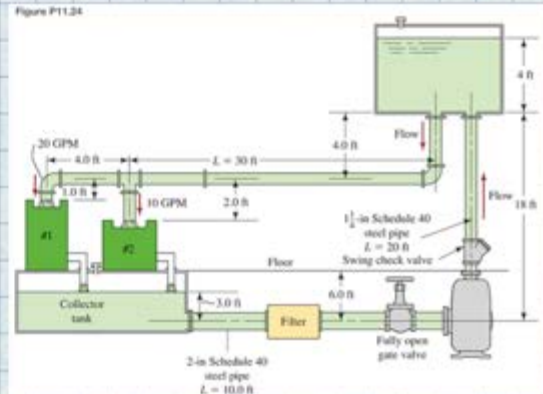 Figure P11.24
4 ft
20 GPM
4.0 ft
L = 30 ft
4.0 ft
Flow
1.0 ft
10 GPM
2.0 ft
Flow
18 ft
#1
#2
1¼-in Schedule 40
steel pipe
L = 20 ft
Swing check valve
Floor
Collector
tank
3.0 ft
6.0 ft
Filter
Fully open
gate valve
2-in Schedule 40
steel pipe
L = 10.0 ft